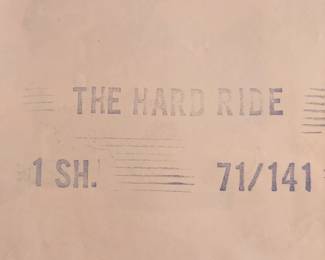 THE HARD RIDE
1 SH. 71/141